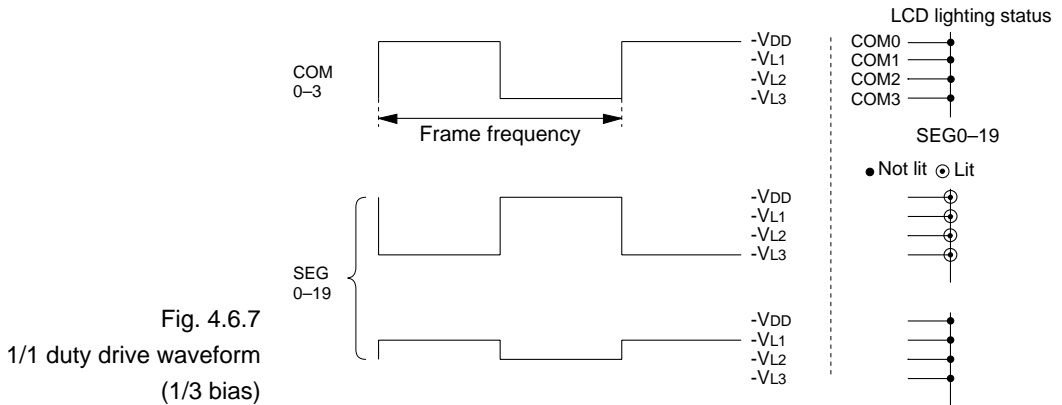 LCD lighting status
COM
0–3
-VDD
-VL1
-VL2
-VL3
COM0
COM1
COM2
COM3
Frame frequency
SEG0–19
Not lit Lit
SEG
0–19
-VDD
-VL1
-VL2
-VL3
-VDD
-VL1
-VL2
-VL3
Fig. 4.6.7
1/1 duty drive waveform
(1/3 bias)